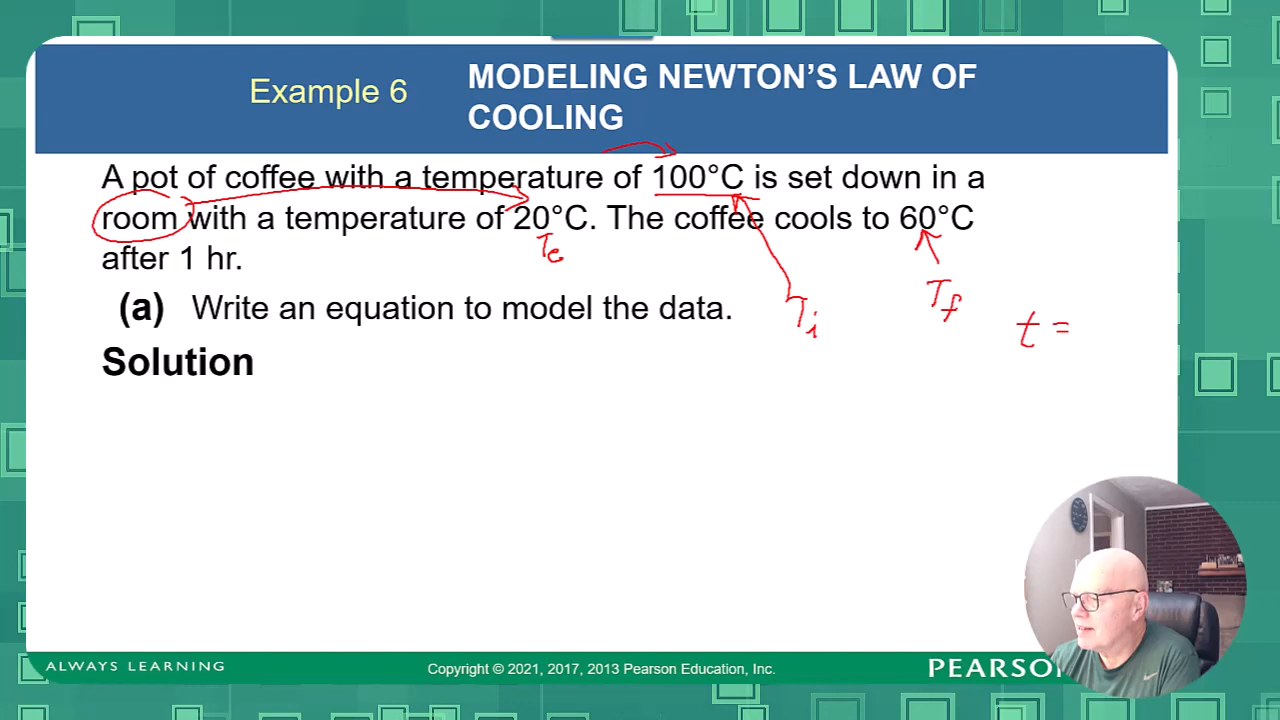 Example 6
MODELING NEWTON'S LAW OF
COOLING
A pot of coffee with a temperature of 100°C is set down in a
room with a temperature of 20°C. The coffee cools to 60°C
after 1 hr.
Te
Tf
Ti
t =
(a) Write an equation to model the data.
Solution
ALWAYS LEARNING
Copyright © 2021, 2017, 2013 Pearson Education, Inc.
PEARSO